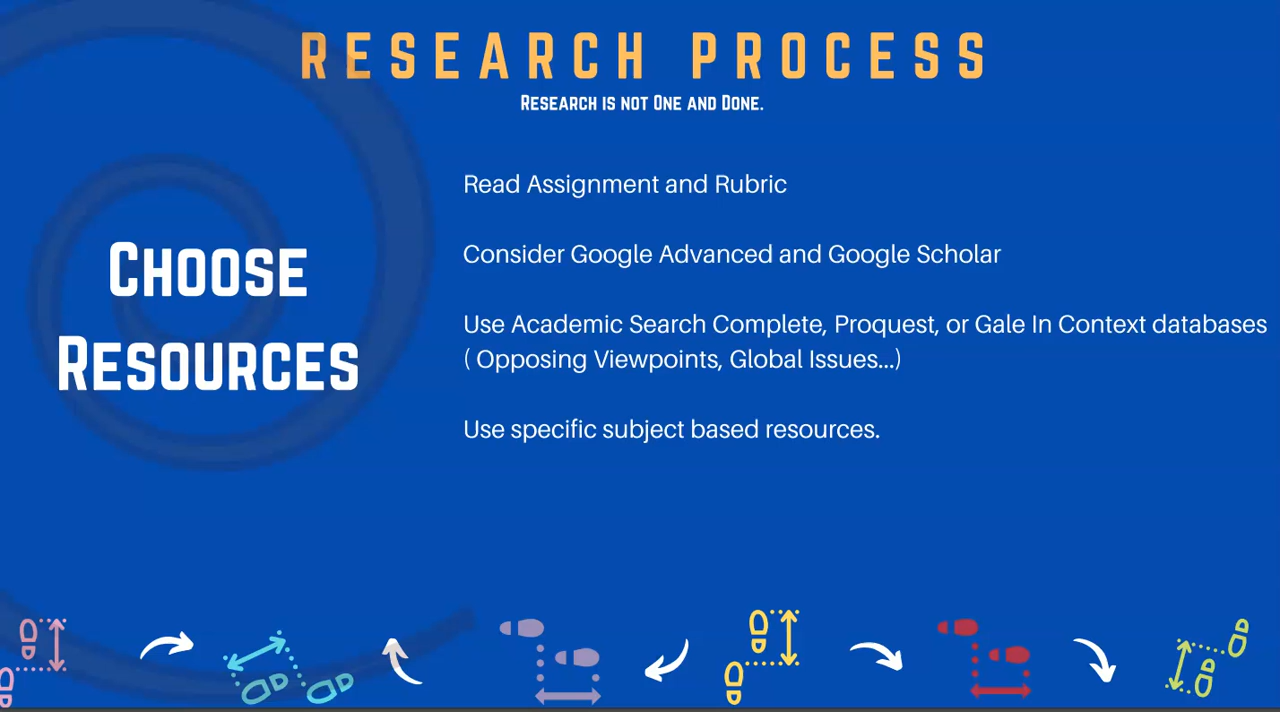 RESEARCH PROCESS
RESEARCH IS NOT ONE AND DONE.
Read Assignment and Rubric
CHOOSE
RESOURCES
Consider Google Advanced and Google Scholar
Use Academic Search Complete, Proquest, or Gale In Context databases
( Opposing Viewpoints, Global Issues...)
Use specific subject based resources.